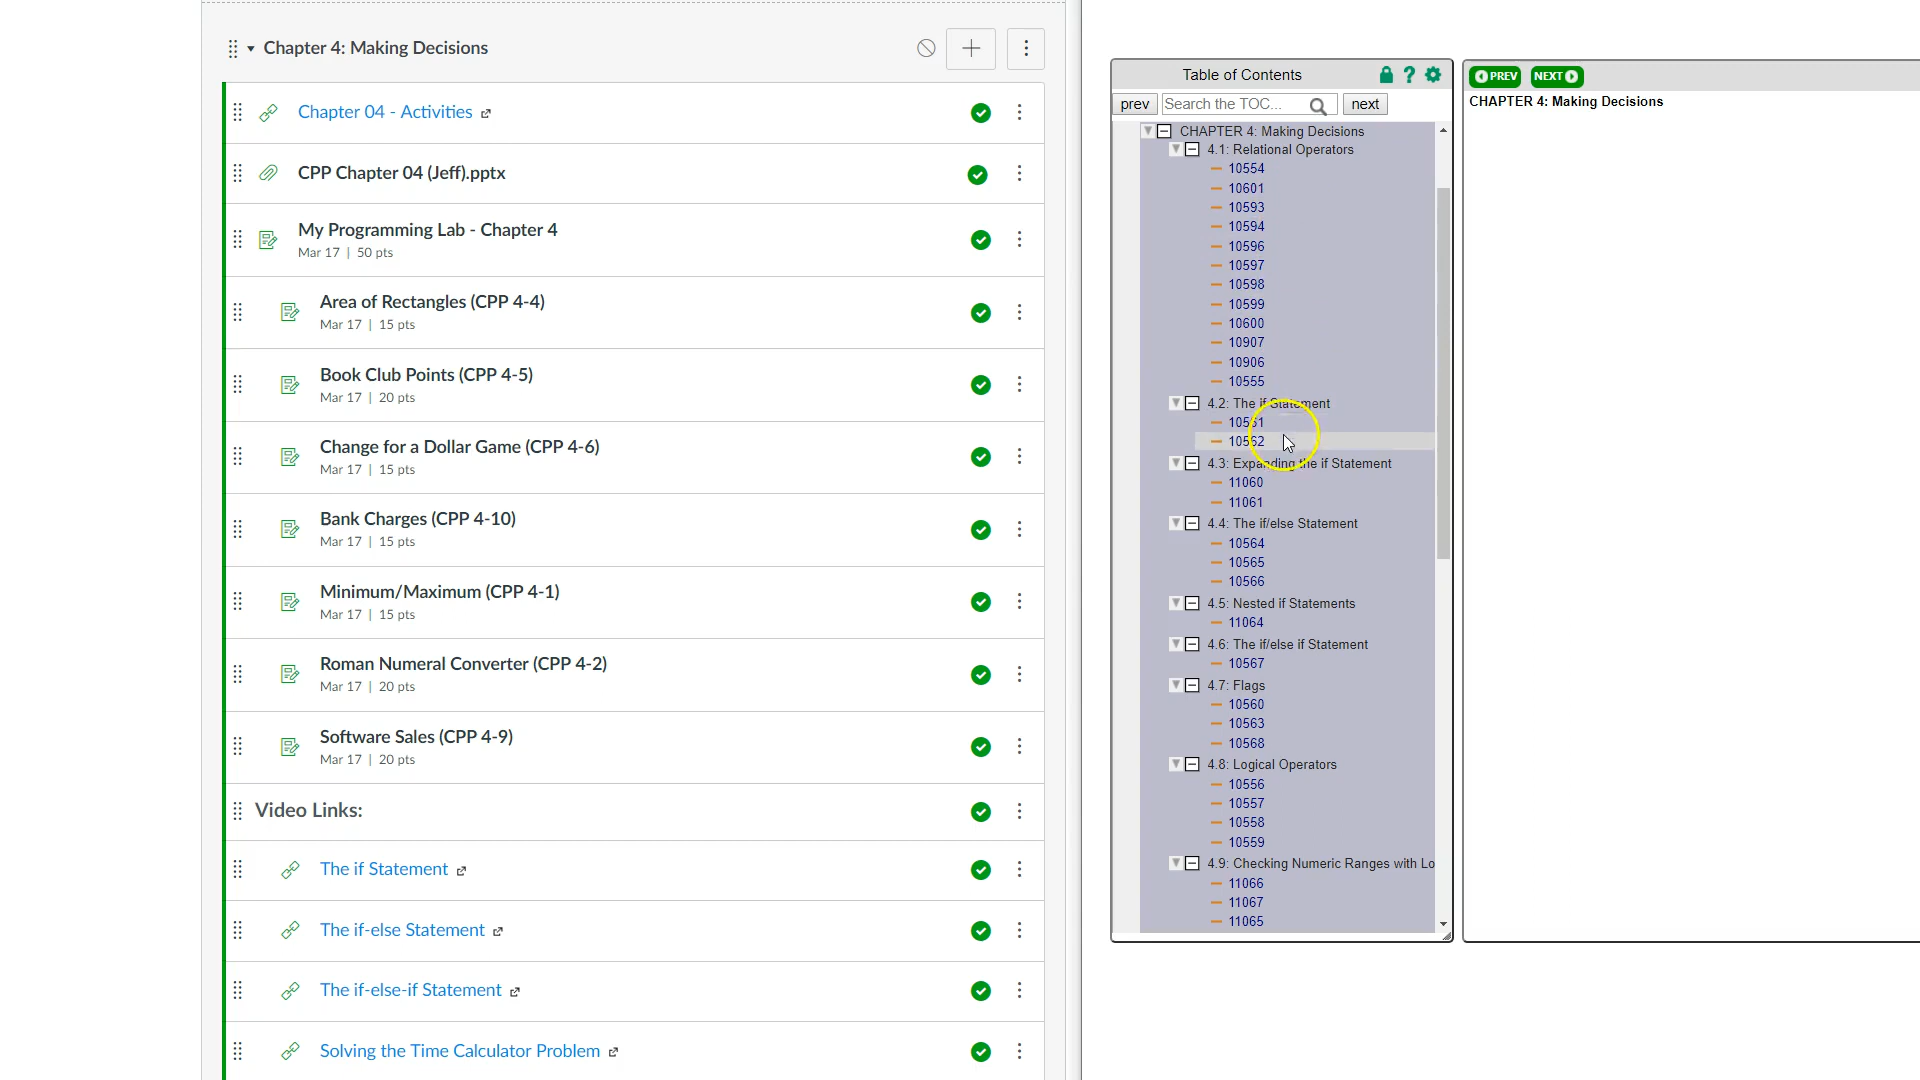 Chapter 4: Making Decisions
Chapter 04 - Activities
CPP Chapter 04 (Jeff).pptx
My Programming Lab - Chapter 4
Mar 17 | 50 pts
Area of Rectangles (CPP 4-4)
Mar 17 | 15 pts
Book Club Points (CPP 4-5)
Mar 17 | 20 pts
Change for a Dollar Game (CPP 4-6)
Mar 17 | 15 pts
Bank Charges (CPP 4-10)
Mar 17 | 15 pts
Minimum/Maximum (CPP 4-1)
Mar 17 | 15 pts
Roman Numeral Converter (CPP 4-2)
Mar 17 | 20 pts
Software Sales (CPP 4-9)
Mar 17 | 20 pts
Video Links:
The if Statement
The if-else Statement
The if-else-if Statement
Solving the Time Calculator Problem
Table of Contents
prev Search the TOC... next
CHAPTER 4: Making Decisions
4.1: Relational Operators
10554
10601
10593
10594
10596
10597
10598
10599
10600
10907
10906
10555
4.2: The if Statement
10561
10562
4.3: Expanding the if Statement
11060
11061
4.4: The if/else Statement
10564
10565
10566
4.5: Nested if Statements
11064
4.6: The if/else if Statement
10567
4.7: Flags
10560
10563
10568
4.8: Logical Operators
10556
10557
10558
10559
4.9: Checking Numeric Ranges with Lo
11066
11067
11065
PREV NEXT
CHAPTER 4: Making Decisions